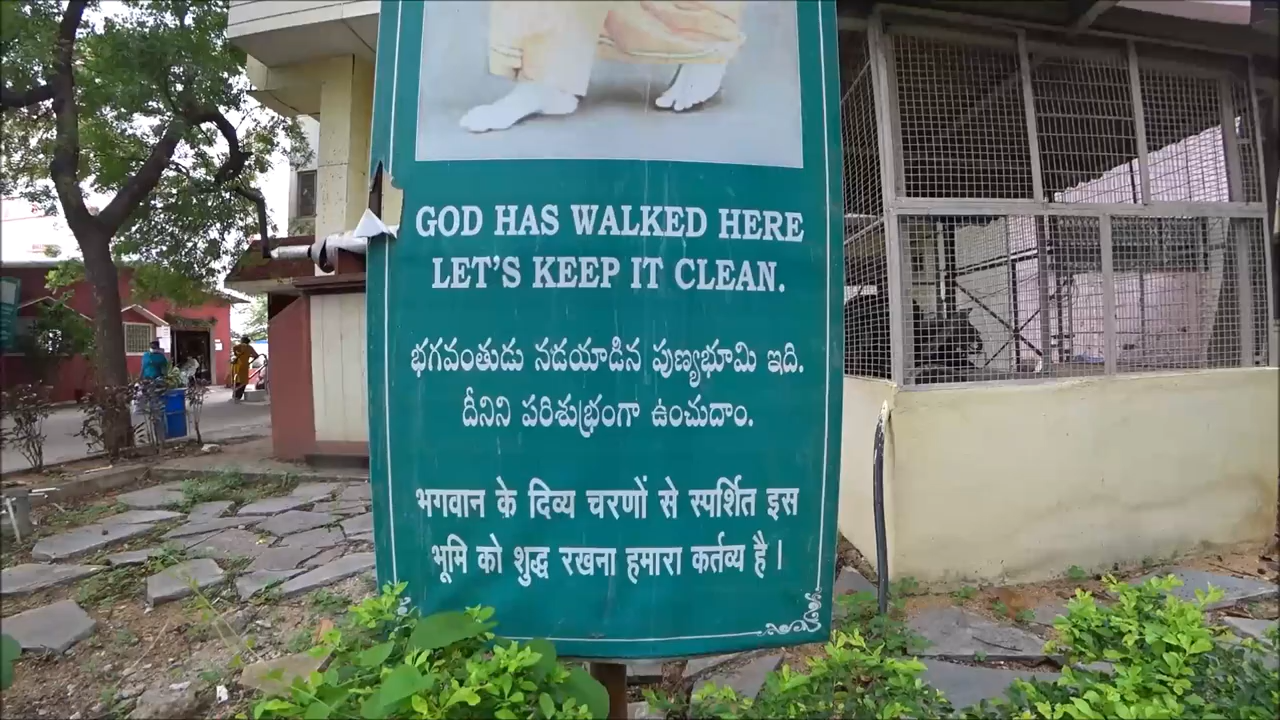 GOD HAS WALKED HERE
LET'S KEEP IT CLEAN.
భగవంతుడు నడయాడిన పుణ్యభూమి ఇది.
దీనిని పరిశుభ్రంగా ఉంచుదాం.
भगवान के दिव्य चरणों से स्पर्शित इस
भूमि को शुद्ध रखना हमारा कर्तव्य है ।